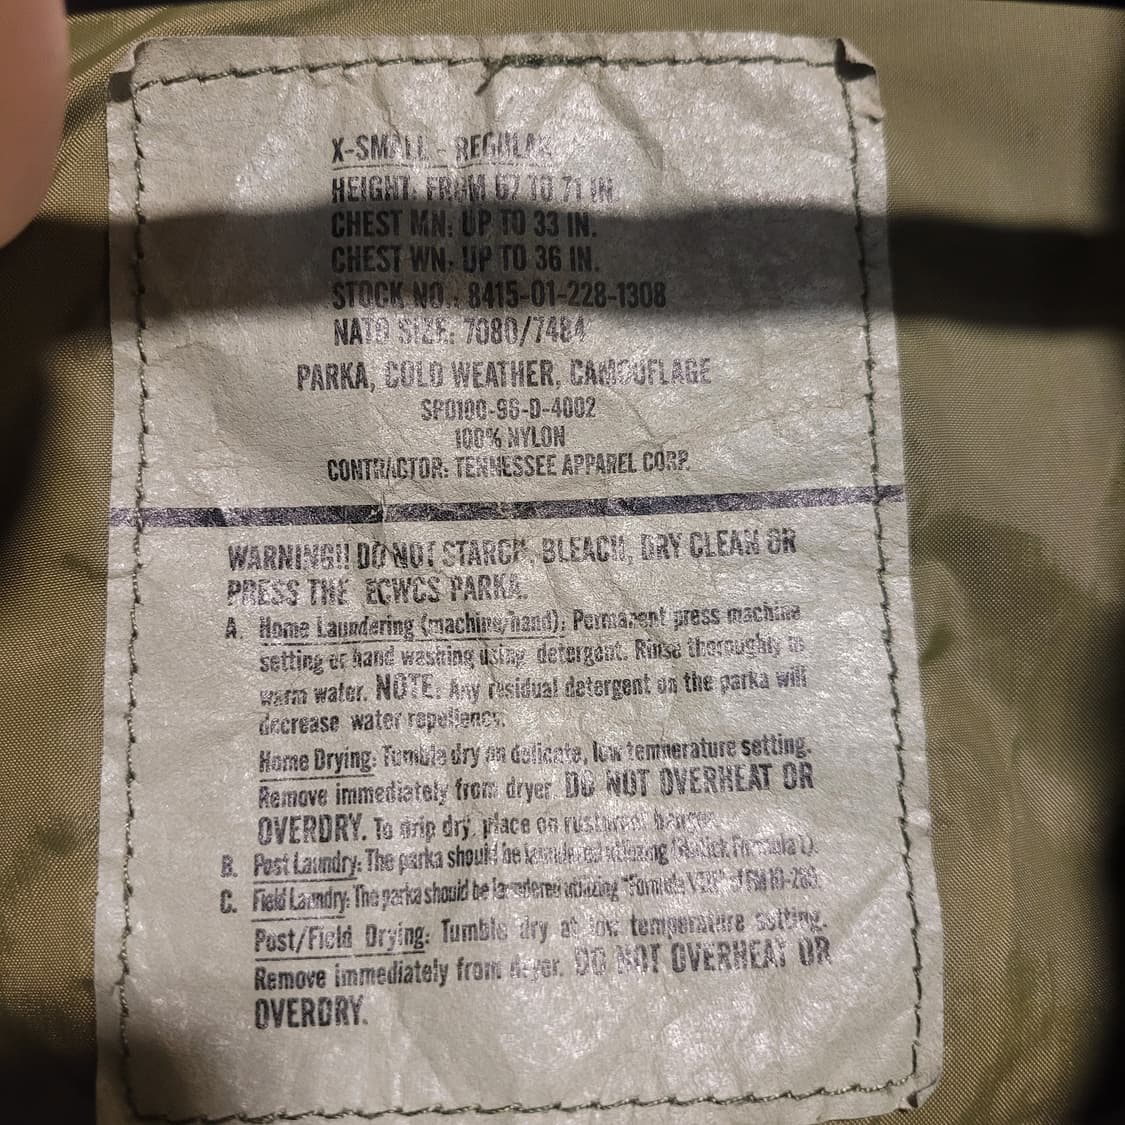 X-SMALL - REGULAR
HEIGHT: FROM 67 TO 71 IN.
CHEST MN: UP TO 33 IN.
CHEST WN: UP TO 36 IN.
STOCK NO.: 8415-01-228-1308
NATO SIZE: 7080/7484
PARKA, COLD WEATHER, CAMOUFLAGE
SPO100-96-D-4002
100% NYLON
CONTRACTOR: TENNESSEE APPAREL CORP.
WARNING!! DO NOT STARCH, BLEACH, DRY CLEAN OR
PRESS THE ECWCS PARKA.
A. Home Laundering (machine/hand): Permanent press machine
setting or hand washing using detergent. Rinse thoroughly in
warm water. NOTE: Any residual detergent on the parka will
decrease water repellency.
Home Drying: Tumble dry on delicate, low temperature setting.
Remove immediately from dryer. DO NOT OVERHEAT OR
OVERDRY. To drip dry, place on rustproof hanger.
B. Post Laundry: The parka should be laundered utilizing
C. Field Laundry: The parka should be laundered utilizing "Formula of FM 10-280.
Post/Field Drying: Tumble dry at low temperature setting.
Remove immediately from dryer. DO NOT OVERHEAT OR
OVERDRY.